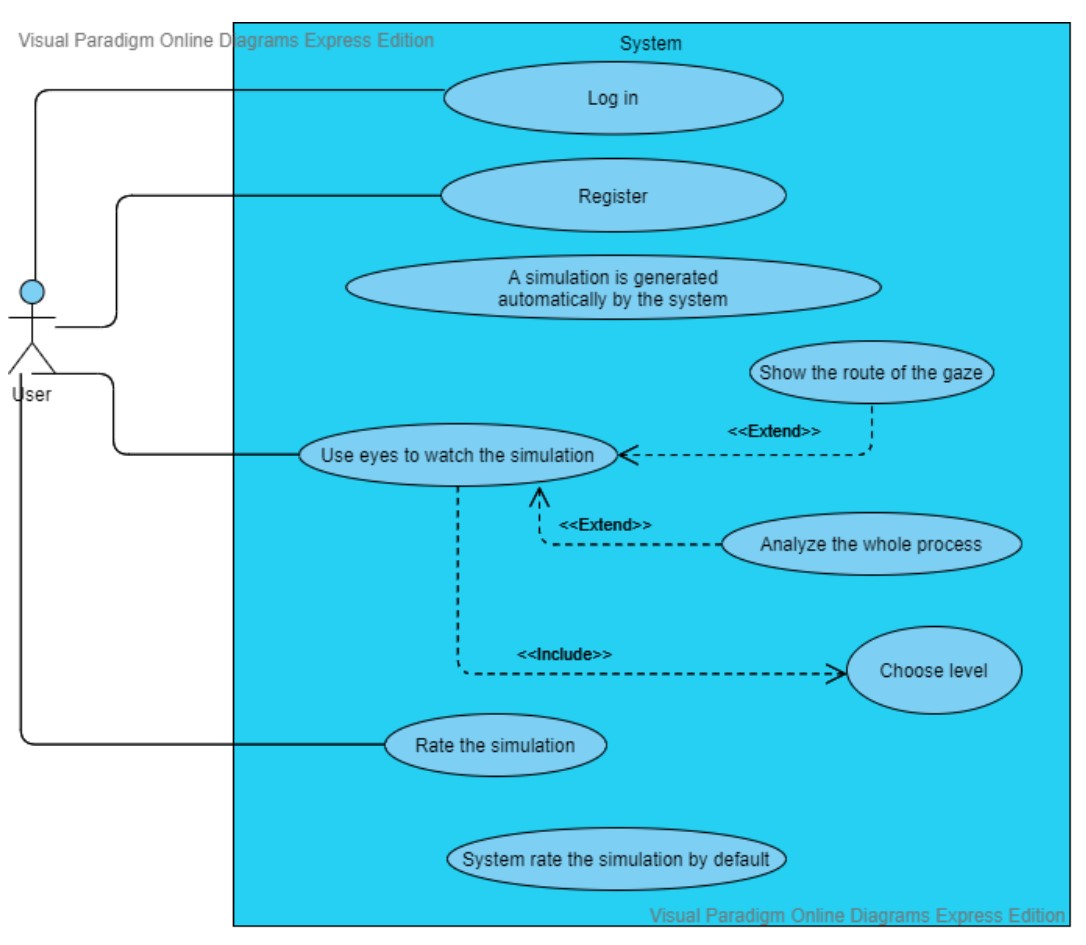 Visual Paradigm Online Diagrams Express Edition
System
Log in
Register
A simulation is generated
automatically by the system
Show the route of the gaze
User
<<Extend>>
Use eyes to watch the simulation
<<Extend>>
Analyze the whole process
<<Include>>
Choose level
Rate the simulation
System rate the simulation by default
Visual Paradigm Online Diagrams Express Edition